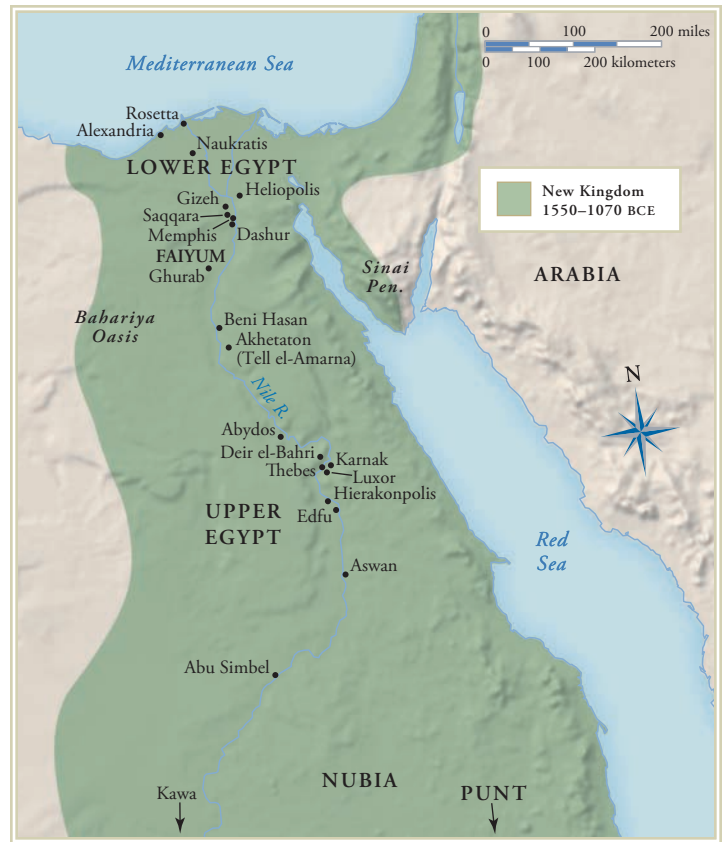 0 100 200 miles
0 100 200 kilometers
Mediterranean Sea
Rosetta
Alexandria
Naukratis
LOWER EGYPT
Gizeh
Heliopolis
Saqqara
Memphis
Dashur
FAIYUM
Ghurab
New Kingdom
1550–1070 BCE
Sinai
Pen.
ARABIA
Bahariya
Oasis
Beni Hasan
Akhetaton
(Tell el-Amarna)
N
Nile R.
Abydos
Deir el-Bahri
Karnak
Thebes
Luxor
Hierakonpolis
UPPER
EGYPT
Edfu
Red
Sea
Aswan
Abu Simbel
NUBIA
Kawa
PUNT